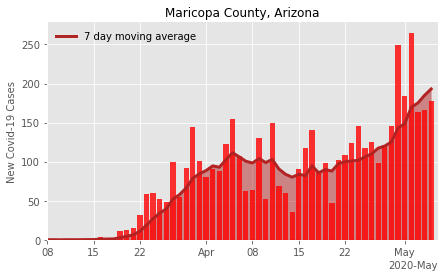 Maricopa County, Arizona
7 day moving average
New Covid-19 Cases
250
200
150
100
50
0
08 15 22 Apr 08 15 22 May
2020-May